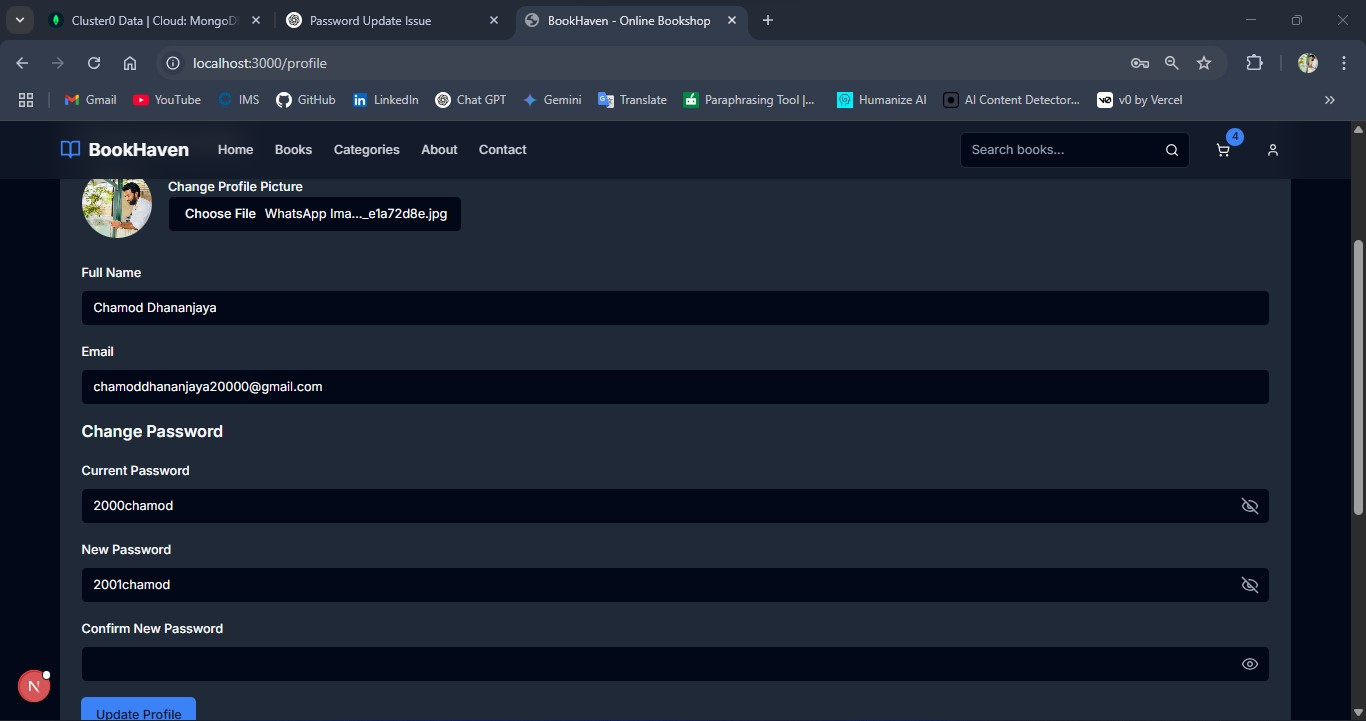 Cluster0 Data | Cloud: MongoD
Password Update Issue
BookHaven - Online Bookshop
localhost:3000/profile
Gmail
YouTube
IMS
GitHub
LinkedIn
Chat GPT
Gemini
Translate
Paraphrasing Tool |...
Humanize AI
AI Content Detector...
v0 by Vercel
BookHaven
Home
Books
Categories
About
Contact
Search books...
4
Change Profile Picture
Choose File WhatsApp Ima..._e1a72d8e.jpg
Full Name
Chamod Dhananjaya
Email
chamoddhananjaya20000@gmail.com
Change Password
Current Password
2000chamod
New Password
2001chamod
Confirm New Password
N
Update Profile